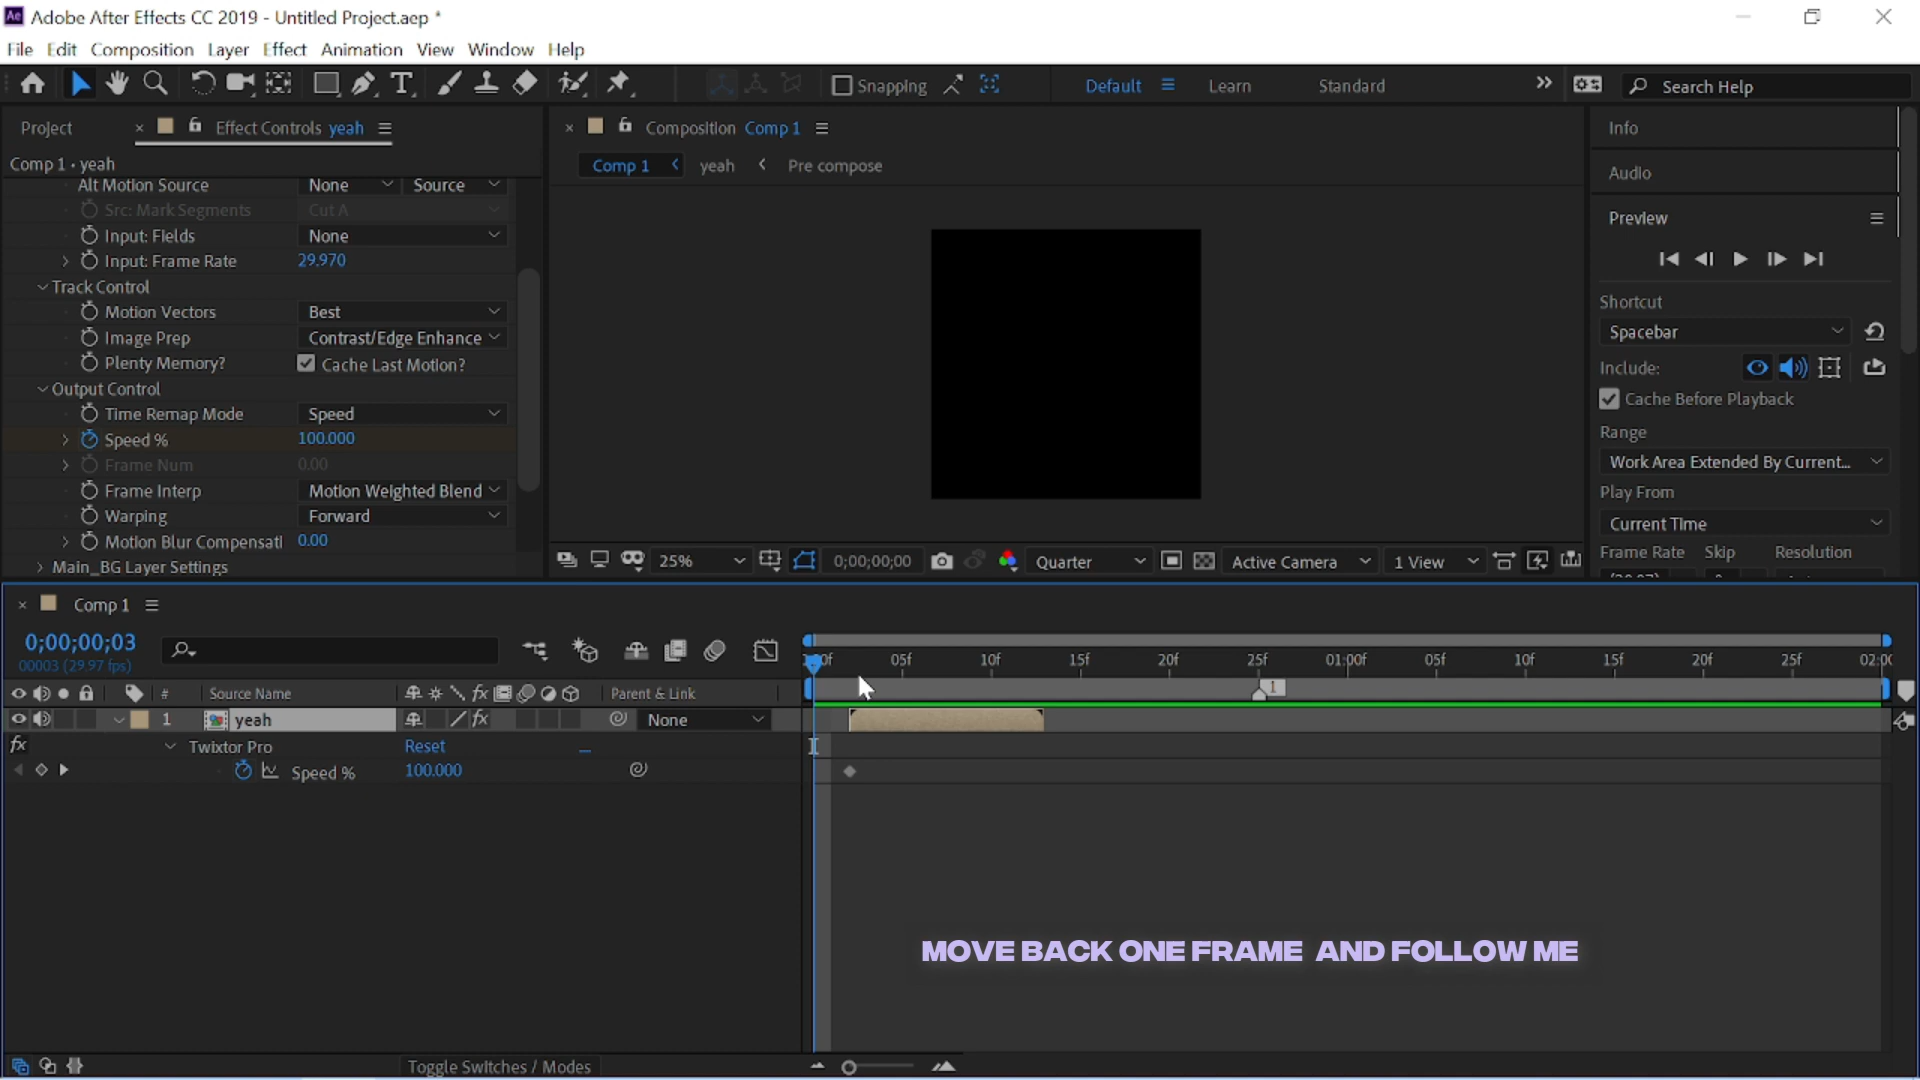 Ae Adobe After Effects CC 2019 - Untitled Project.aep *
File Edit Composition Layer Effect Animation View Window Help
Snapping Default Learn Standard Search Help
Project Effect Controls yeah
Comp 1 • yeah
Alt Motion Source None Source
Src: Mark Segments Cut A
Input: Fields None
Input: Frame Rate 29.970
Track Control
Motion Vectors Best
Image Prep Contrast/Edge Enhance
Plenty Memory? Cache Last Motion?
Output Control
Time Remap Mode Speed
Speed % 100.000
Frame Num 0.00
Frame Interp Motion Weighted Blend
Warping Forward
Motion Blur Compensati 0.00
Main_BG Layer Settings
Composition Comp 1
Comp 1 yeah Pre compose
25% 0;00;00;00 Quarter Active Camera 1 View
Info
Audio
Preview
Shortcut
Spacebar
Include:
Cache Before Playback
Range
Work Area Extended By Current...
Play From
Current Time
Frame Rate Skip Resolution
Comp 1
0;00;00;03
00003 (29.97 fps)
05f 10f 15f 20f 25f 01:00f 05f 10f 15f 20f 25f
1
# Source Name Parent & Link
1 yeah None
fx Twixtor Pro Reset ...
Speed % 100.000
MOVE BACK ONE FRAME AND FOLLOW ME
Toggle Switches / Modes